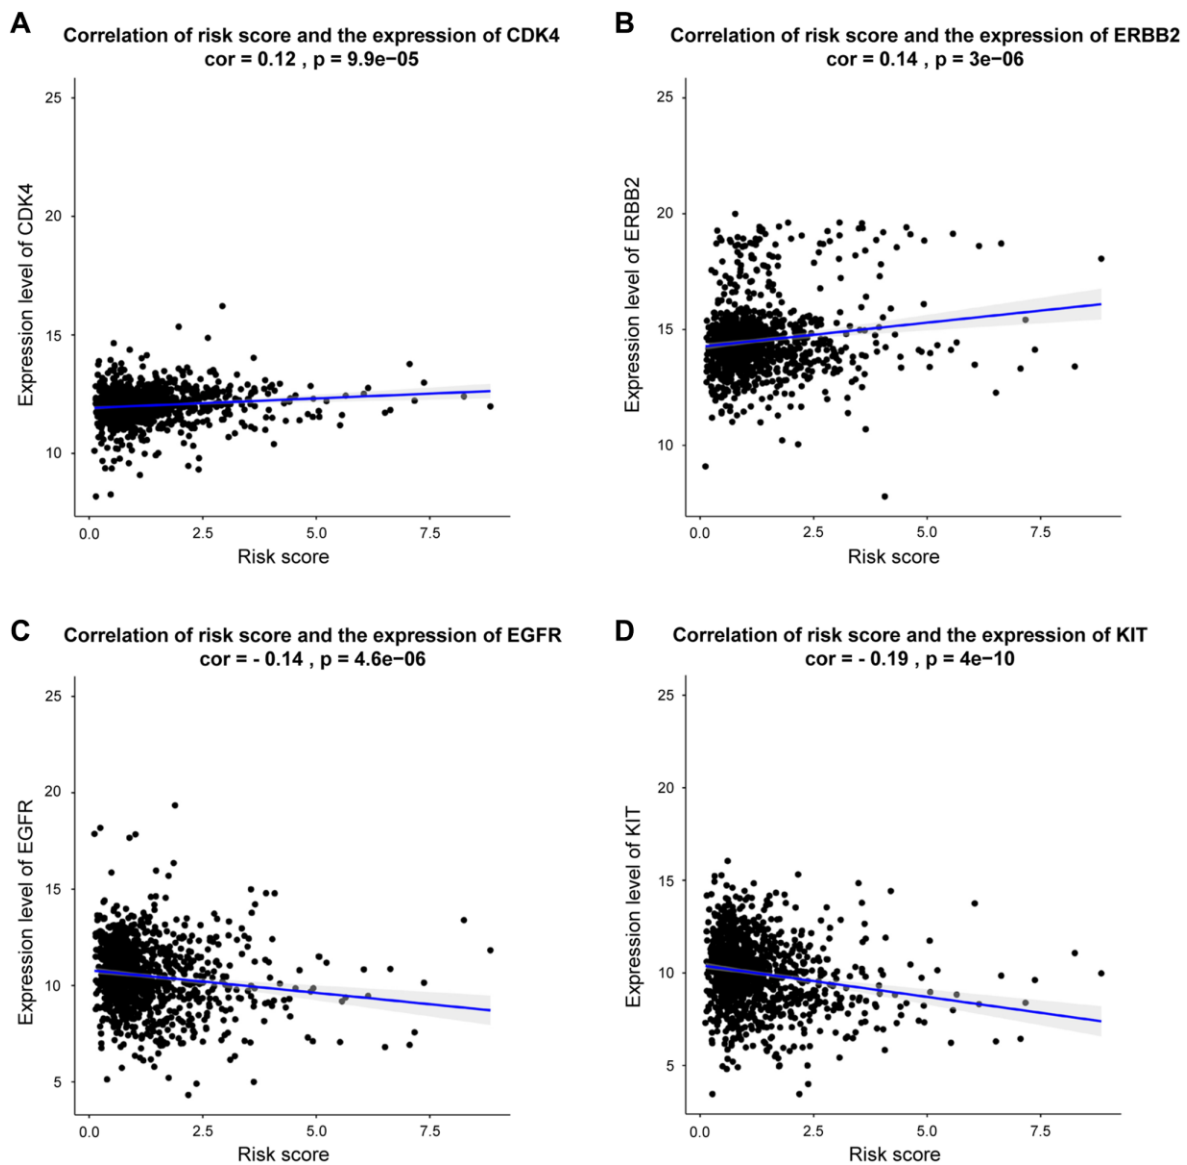 A
Correlation of risk score and the expression of CDK4
cor = 0.12 , p = 9.9e−05
Expression level of CDK4
25
20
15
10
0.0 2.5 5.0 7.5
Risk score
B
Correlation of risk score and the expression of ERBB2
cor = 0.14 , p = 3e−06
Expression level of ERBB2
25
20
15
10
0.0 2.5 5.0 7.5
Risk score
C
Correlation of risk score and the expression of EGFR
cor = - 0.14 , p = 4.6e−06
Expression level of EGFR
25
20
15
10
5
0.0 2.5 5.0 7.5
Risk score
D
Correlation of risk score and the expression of KIT
cor = - 0.19 , p = 4e−10
Expression level of KIT
25
20
15
10
5
0.0 2.5 5.0 7.5
Risk score